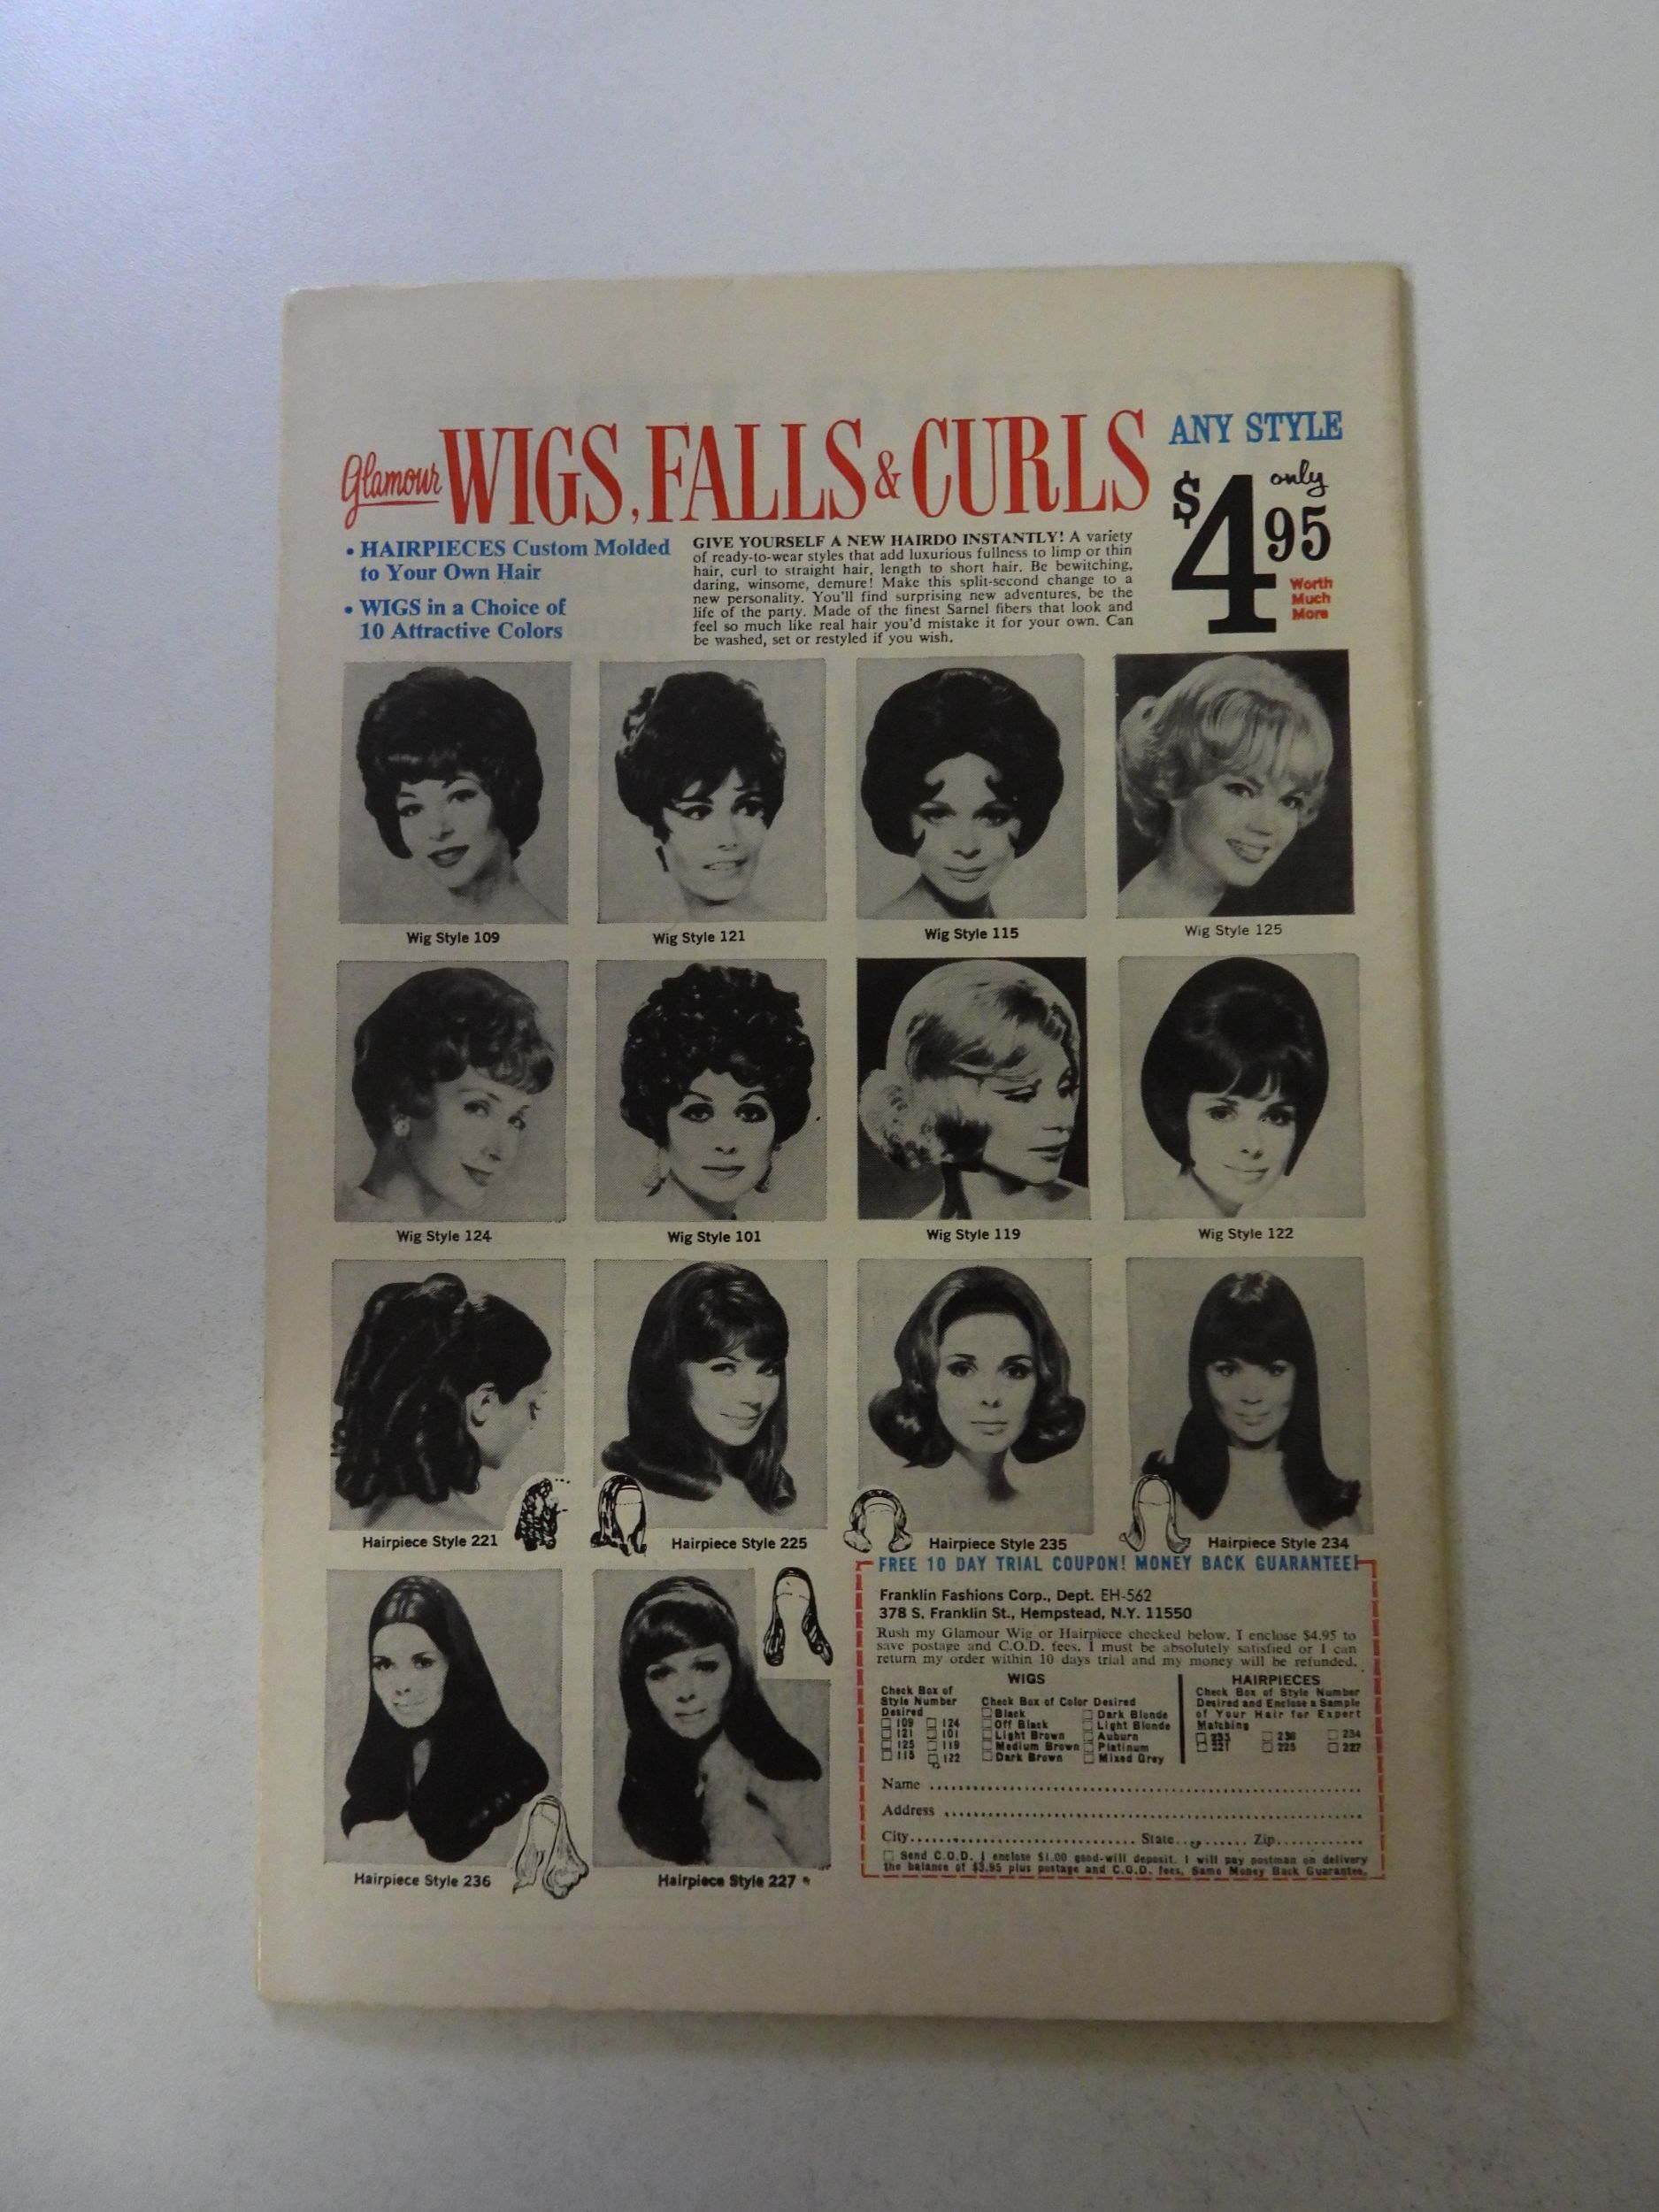 Glamour WIGS, FALLS & CURLS
ANY STYLE
only
$4 95
Worth
Much
More
• HAIRPIECES Custom Molded
to Your Own Hair
• WIGS in a Choice of
10 Attractive Colors
GIVE YOURSELF A NEW HAIRDO INSTANTLY! A variety
of ready-to-wear styles that add luxurious fullness to limp or thin
hair, curl to straight hair, length to short hair. Be bewitching,
daring, winsome, demure! Make this split-second change to a
new personality. You'll find surprising new adventures, be the
life of the party. Made of the finest Sarnel fibers that look and
feel so much like real hair you'd mistake it for your own. Can
be washed, set or restyled if you wish.
Wig Style 109
Wig Style 121
Wig Style 115
Wig Style 125
Wig Style 124
Wig Style 101
Wig Style 119
Wig Style 122
Hairpiece Style 221
Hairpiece Style 225
Hairpiece Style 235
Hairpiece Style 234
Hairpiece Style 236
Hairpiece Style 227
FREE 10 DAY TRIAL COUPON! MONEY BACK GUARANTEE!
Franklin Fashions Corp., Dept. EH-562
378 S. Franklin St., Hempstead, N.Y. 11550
Rush my Glamour Wig or Hairpiece checked below. I enclose $4.95 to
save postage and C.O.D. fees. I must be absolutely satisfied or I can
return my order within 10 days trial and my money will be refunded.
WIGS
Check Box of
Style Number
Desired
109 124
121 101
125 119
115 122
Check Box of Color Desired
Black Dark Blonde
Off Black Light Blonde
Light Brown Auburn
Medium Brown Platinum
Dark Brown Mixed Grey
HAIRPIECES
Check Box of Style Number
Desired and Enclose a Sample
of Your Hair for Expert
Matching
236 234
221 225 227
Name
Address
City State Zip
Send C.O.D. I enclose $1.00 good-will deposit. I will pay postman on delivery
the balance of $3.95 plus postage and C.O.D. fees. Same Money Back Guarantee.